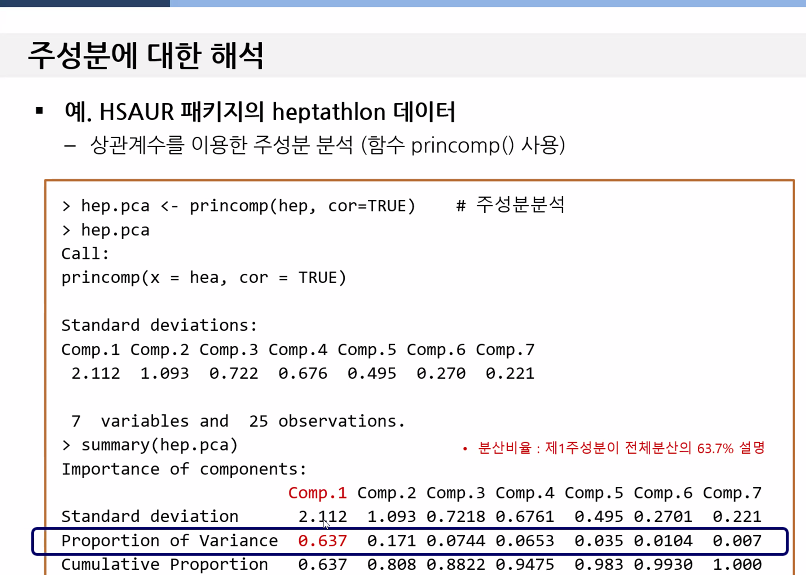 주성분에 대한 해석
▪ 예. HSAUR 패키지의 heptathlon 데이터
– 상관계수를 이용한 주성분 분석 (함수 princomp() 사용)
> hep.pca <- princomp(hep, cor=TRUE)    # 주성분분석
> hep.pca
Call:
princomp(x = hea, cor = TRUE)
Standard deviations:
Comp.1 Comp.2 Comp.3 Comp.4 Comp.5 Comp.6 Comp.7
2.112  1.093  0.722  0.676  0.495  0.270  0.221
7  variables and  25 observations.
> summary(hep.pca)
• 분산비율 : 제1주성분이 전체분산의 63.7% 설명
Importance of components:
Comp.1 Comp.2 Comp.3 Comp.4 Comp.5 Comp.6 Comp.7
Standard deviation      2.112  1.093 0.7218 0.6761  0.495 0.2701  0.221
Proportion of Variance  0.637  0.171 0.0744 0.0653  0.035 0.0104  0.007
Cumulative Proportion   0.637  0.808 0.8822 0.9475  0.983 0.9930  1.000